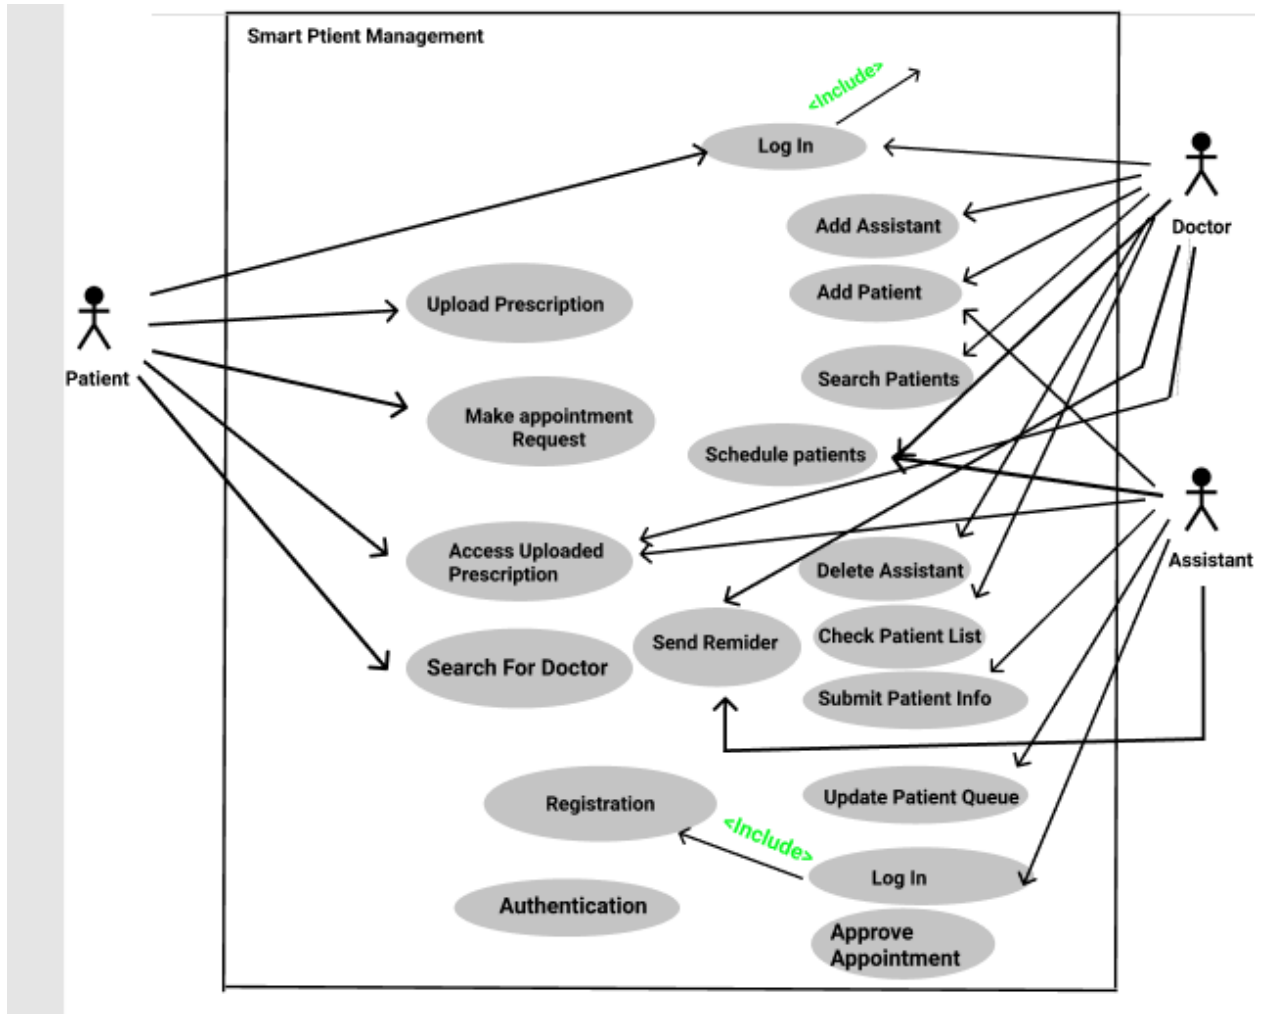 Smart Ptient Management
<Include>
Log In
Add Assistant
Doctor
Add Patient
Upload Prescription
Patient
Search Patients
Make appointment
Request
Schedule patients
Access Uploaded
Prescription
Delete Assistant
Assistant
Check Patient List
Send Remider
Search For Doctor
Submit Patient Info
Registration
Update Patient Queue
<Include>
Log In
Authentication
Approve
Appointment